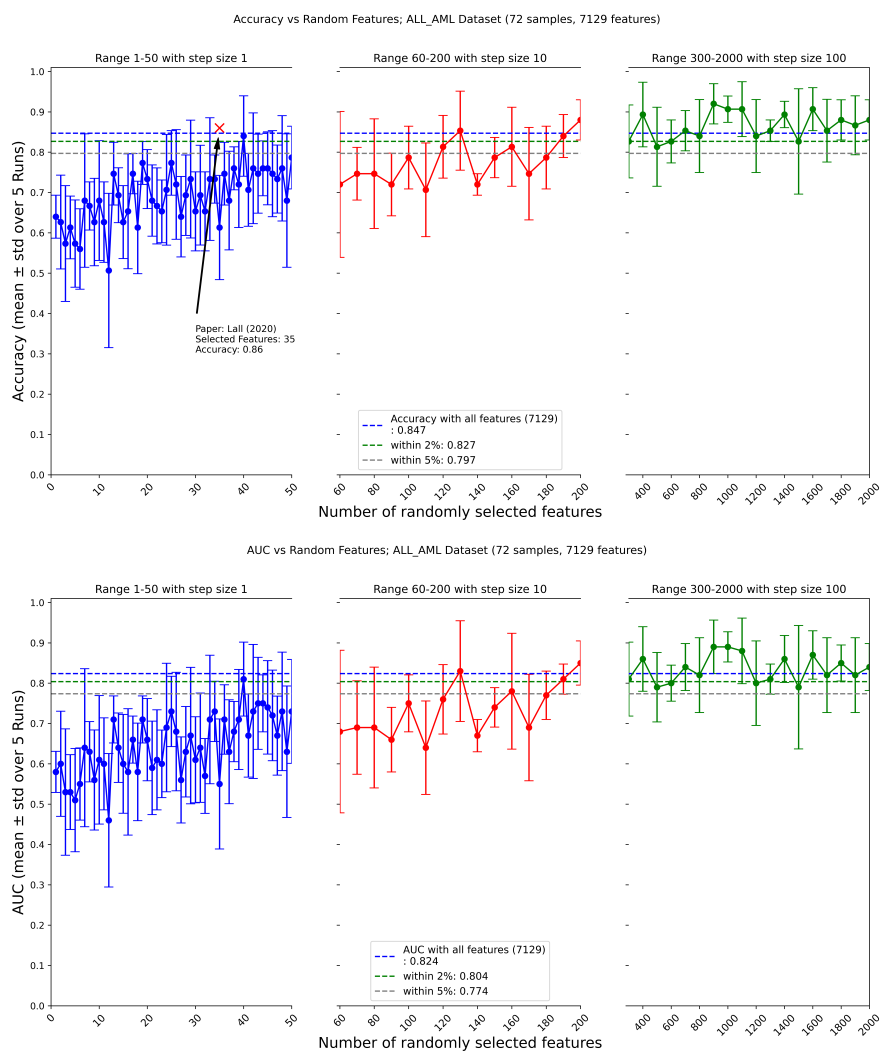 Accuracy vs Random Features; ALL_AML Dataset (72 samples, 7129 features)
Range 1-50 with step size 1
Range 60-200 with step size 10
Range 300-2000 with step size 100
Accuracy (mean ± std over 5 Runs)
1.0
0.9
0.8
0.7
0.6
0.5
0.4
0.3
0.2
0.1
0.0
Paper: Lall (2020)
Selected Features: 35
Accuracy: 0.86
Accuracy with all features (7129)
: 0.847
within 2%: 0.827
within 5%: 0.797
0 10 20 30 40 50
60 80 100 120 140 160 180 200
400 600 800 1000 1200 1400 1600 1800 2000
Number of randomly selected features
AUC vs Random Features; ALL_AML Dataset (72 samples, 7129 features)
Range 1-50 with step size 1
Range 60-200 with step size 10
Range 300-2000 with step size 100
AUC (mean ± std over 5 Runs)
1.0
0.9
0.8
0.7
0.6
0.5
0.4
0.3
0.2
0.1
0.0
AUC with all features (7129)
: 0.824
within 2%: 0.804
within 5%: 0.774
0 10 20 30 40 50
60 80 100 120 140 160 180 200
400 600 800 1000 1200 1400 1600 1800 2000
Number of randomly selected features